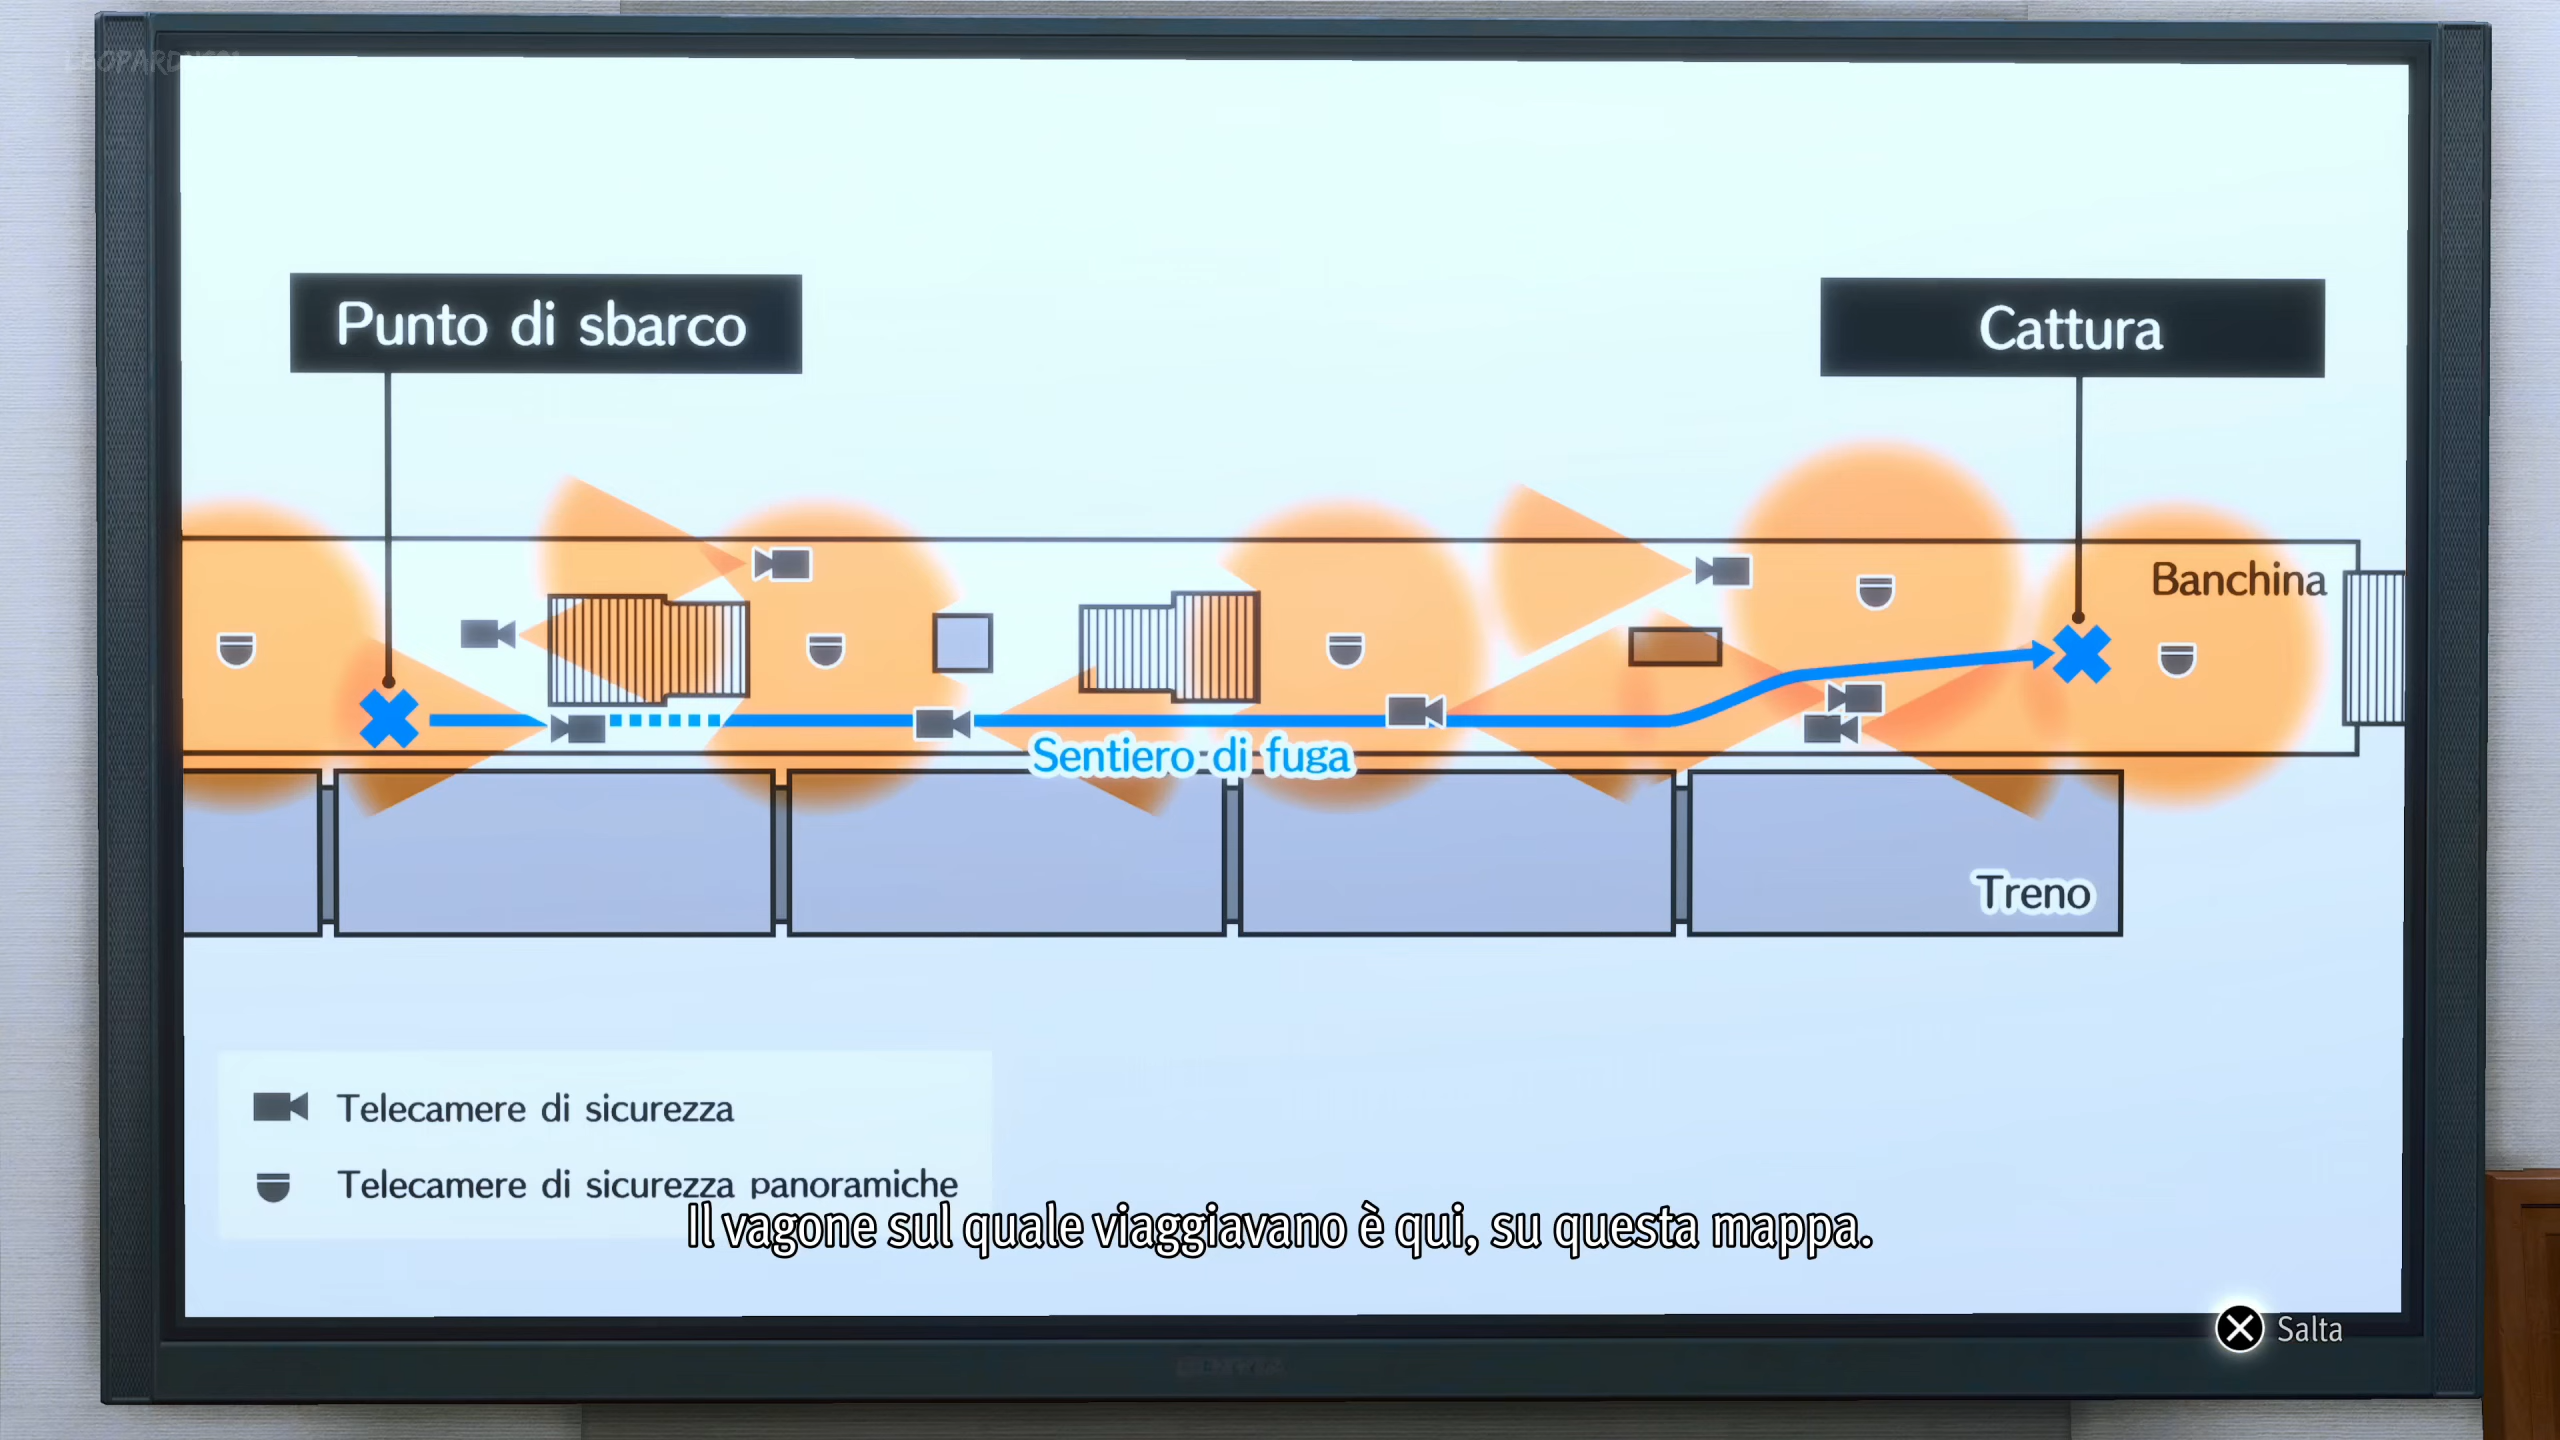 Punto di sbarco
Cattura
Banchina
Sentiero di fuga
Treno
Telecamere di sicurezza
Telecamere di sicurezza panoramiche
Il vagone sul quale viaggiavano è qui, su questa mappa.
Salta